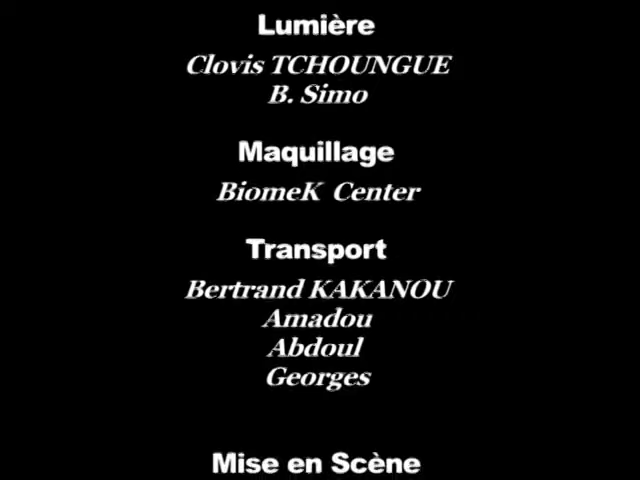 Lumière
Clovis TCHOUNGUE
B. Simo
Maquillage
BiomeK Center
Transport
Bertrand KAKANOU
Amadou
Abdoul
Georges
Mise en Scène